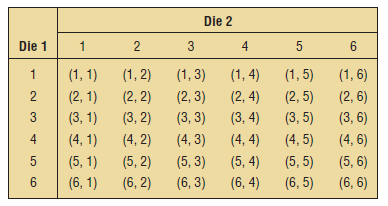 Die 2
Die 1 1 2 3 4 5 6
1 (1, 1) (1, 2) (1, 3) (1, 4) (1, 5) (1, 6)
2 (2, 1) (2, 2) (2, 3) (2, 4) (2, 5) (2, 6)
3 (3, 1) (3, 2) (3, 3) (3, 4) (3, 5) (3, 6)
4 (4, 1) (4, 2) (4, 3) (4, 4) (4, 5) (4, 6)
5 (5, 1) (5, 2) (5, 3) (5, 4) (5, 5) (5, 6)
6 (6, 1) (6, 2) (6, 3) (6, 4) (6, 5) (6, 6)